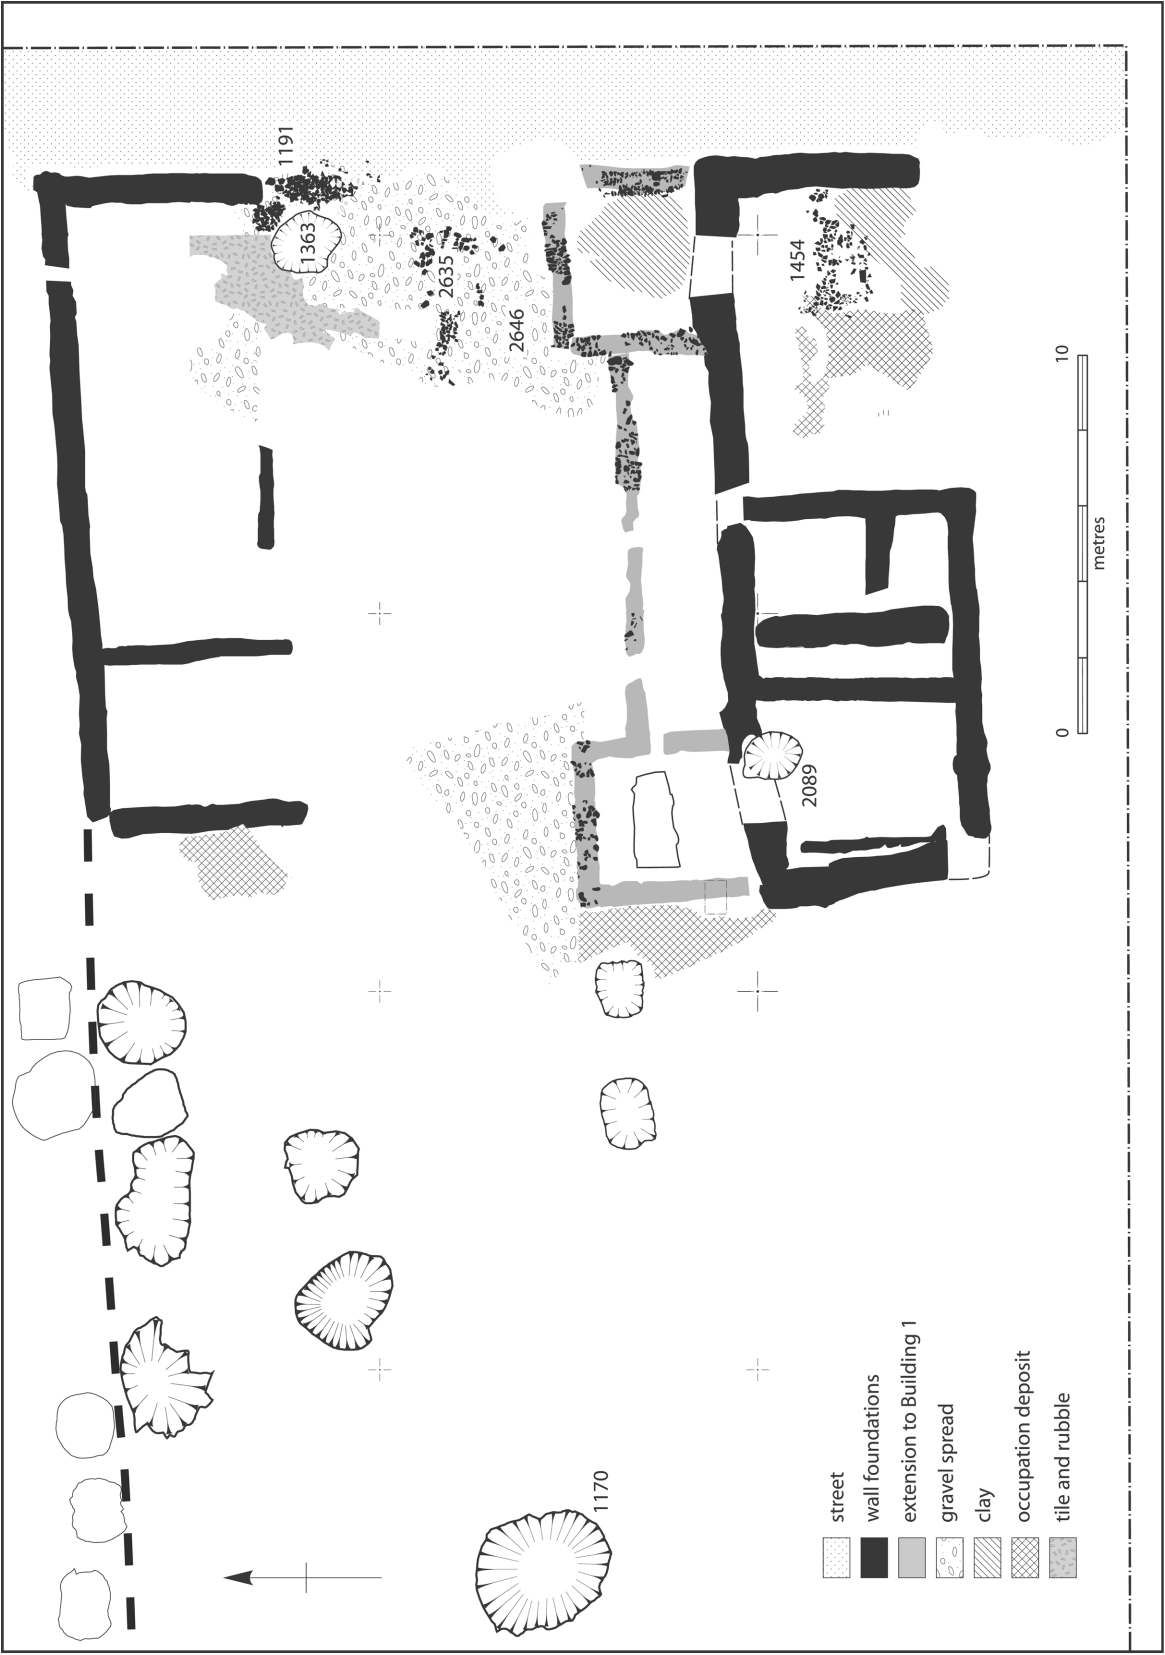 1191
1363
2635
2646
1454
2089
1170
0
10
metres
street
wall foundations
extension to Building 1
gravel spread
clay
occupation deposit
tile and rubble